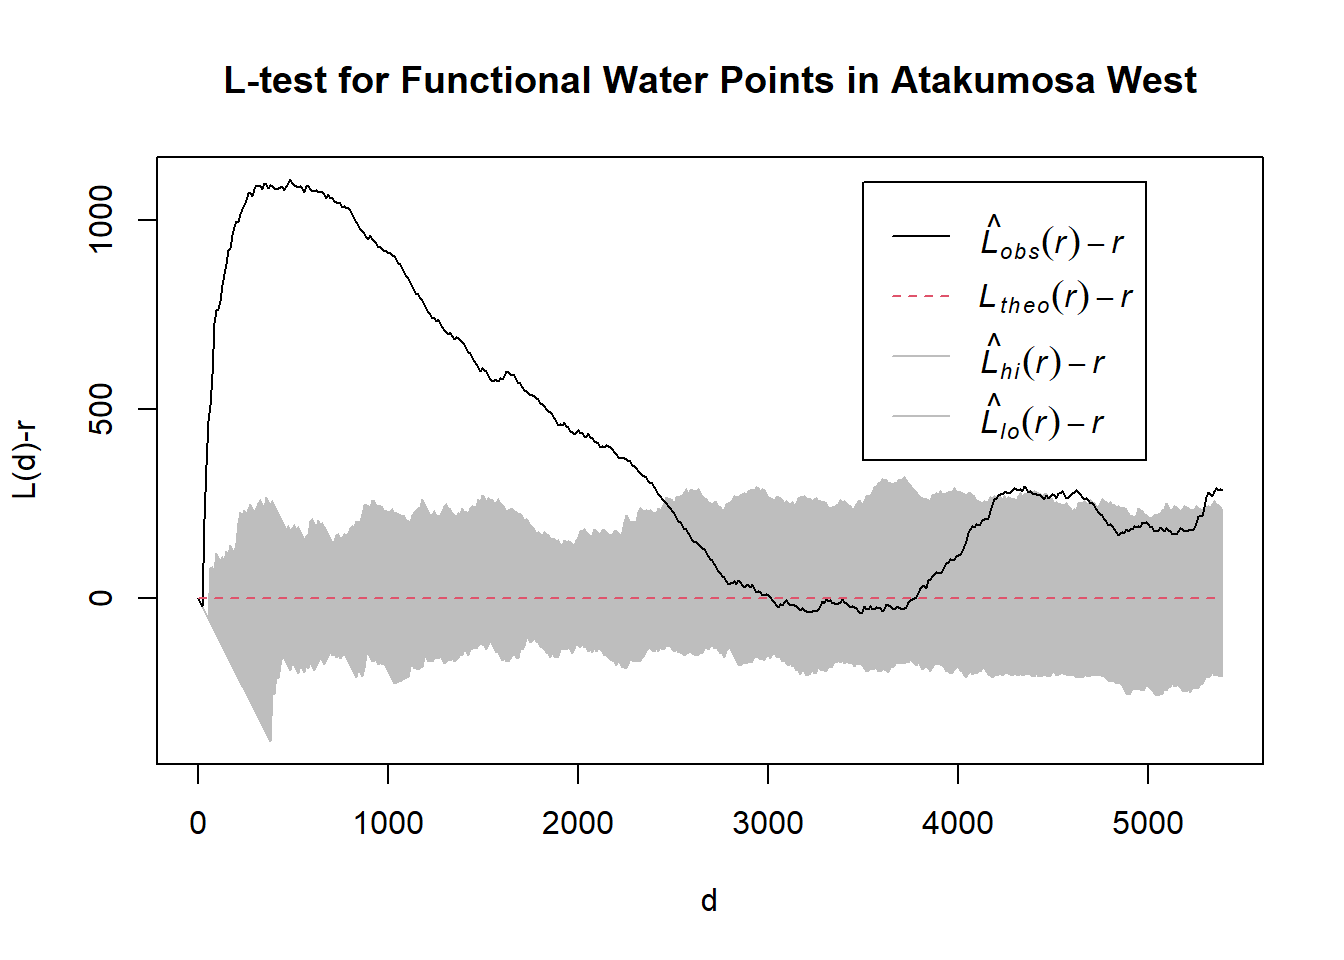 L-test for Functional Water Points in Atakumosa West
L(d)-r
1000
500
0
L̂obs(r) – r
Ltheo(r) – r
L̂hi(r) – r
L̂lo(r) – r
0 1000 2000 3000 4000 5000
d